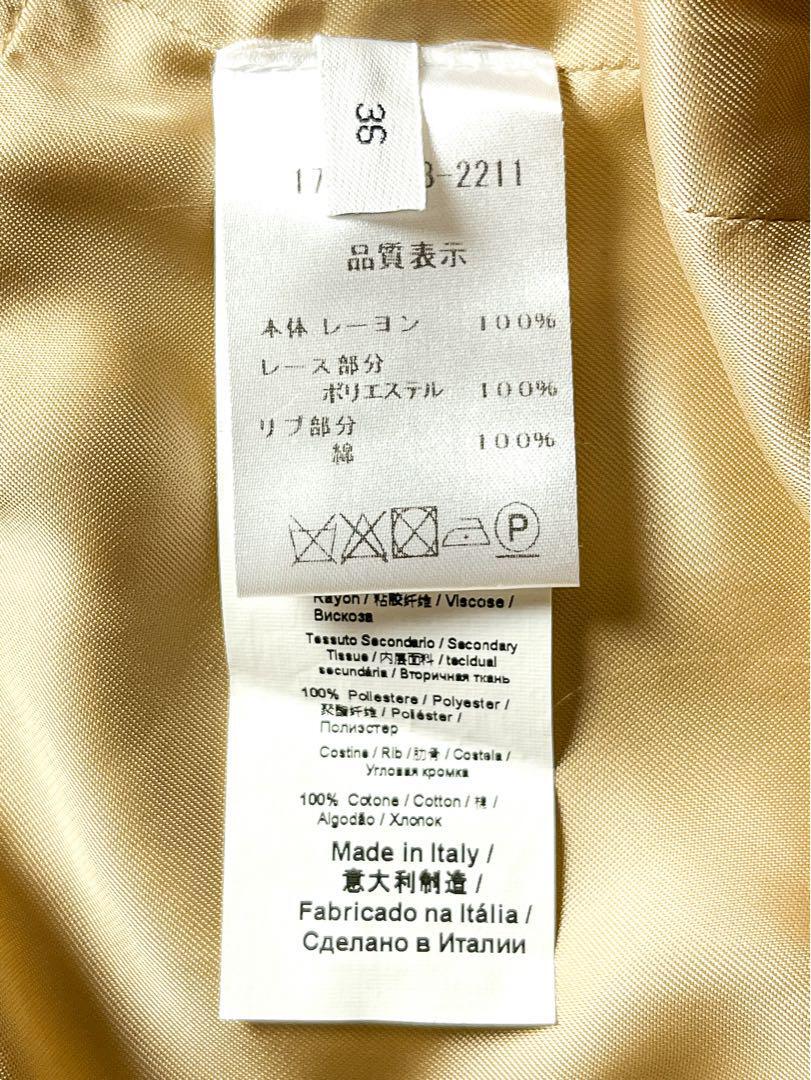 36
17 3-2211
品質表示
本体 レーヨン 100%
レース部分
ポリエステル 100%
リブ部分
綿 100%
P
Rayon / 粘胶纤维 / Viscose /
Вискоза
Tessuto Secondario / Secondary
Tissue / 内层面料 / tecidual
secundária / Вторичная ткань
100% Poliestere / Polyester /
聚酯纤维 / Poliéster /
Полиэстер
Costine / Rib / 肋骨 / Costela /
Угловая кромка
100% Cotone / Cotton / 棉 /
Algodão / Хлопок
Made in Italy /
意大利制造 /
Fabricado na Itália /
Сделано в Италии